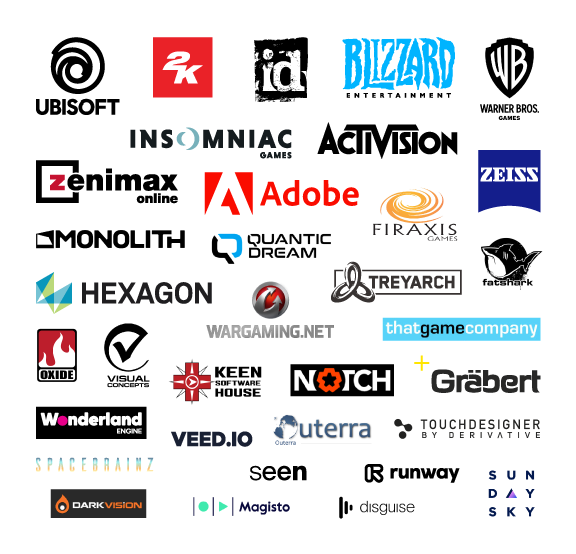 UBISOFT
2K
id
BLIZZARD
ENTERTAINMENT
WB
WARNER BROS.
GAMES
INSOMNIAC
GAMES
ACTIVISION
zenimax
online
Adobe
FIRAXIS
GAMES
ZEISS
MONOLITH
QUANTIC
DREAM
TREYARCH
fatshark
HEXAGON
WARGAMING.NET
thatgamecompany
OXIDE
VISUAL
CONCEPTS
KEEN
SOFTWARE
HOUSE
NOTCH
Gräbert
Wonderland
ENGINE
VEED.IO
Outerra
Outerra
TOUCHDESIGNER
BY DERIVATIVE
SPACEBRAINZ
seen
runway
SUN
DAY
SKY
DARKVISION
Magisto
disguise